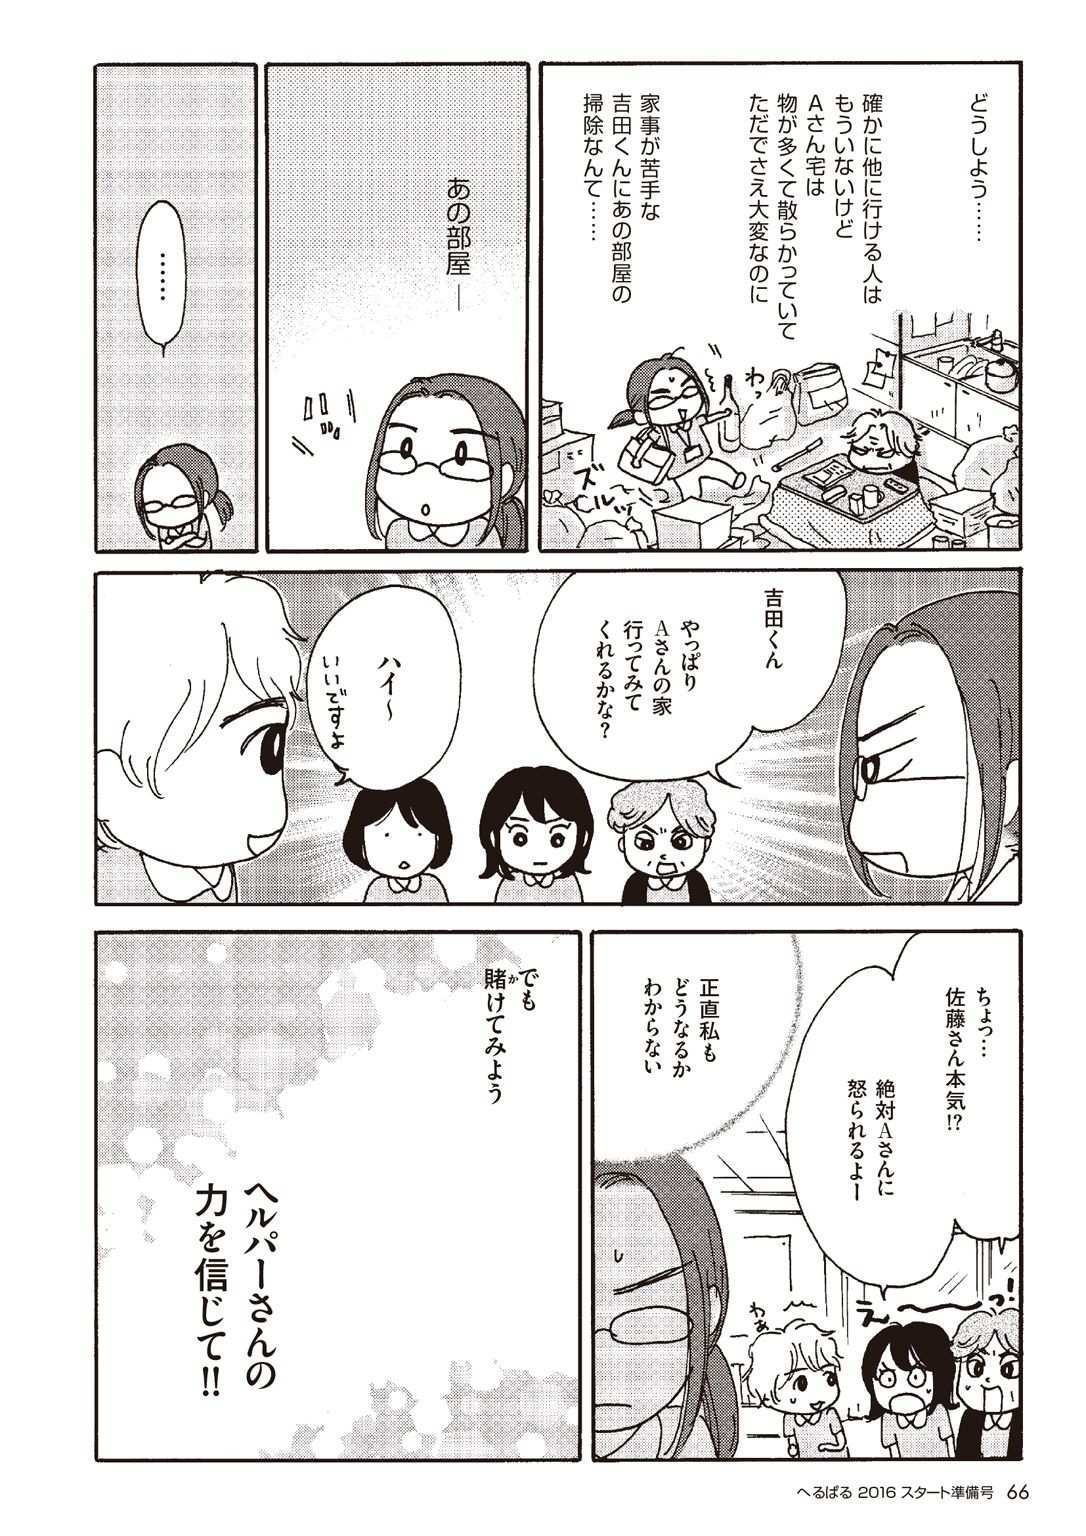 どうしよう……
確かに他に行ける人は
もういないけど
Aさん宅は
物が多くて散らかっていて
ただでさえ大変なのに
家事が苦手な
吉田くんにあの部屋の
掃除なんて……
わっ
ズルッ
あの部屋—
……
吉田くん
やっぱり
Aさんの家
行ってみて
くれるかな?
ハイ〜
いいですよ
ちょっ…
佐藤さん本気!?
絶対Aさんに
怒られるよー
えーーっ!
わぁ
正直私も
どうなるか
わからない
でも
賭けてみよう
か
ヘルパーさんの
力を信じて!!
へるぱる 2016 スタート準備号 66